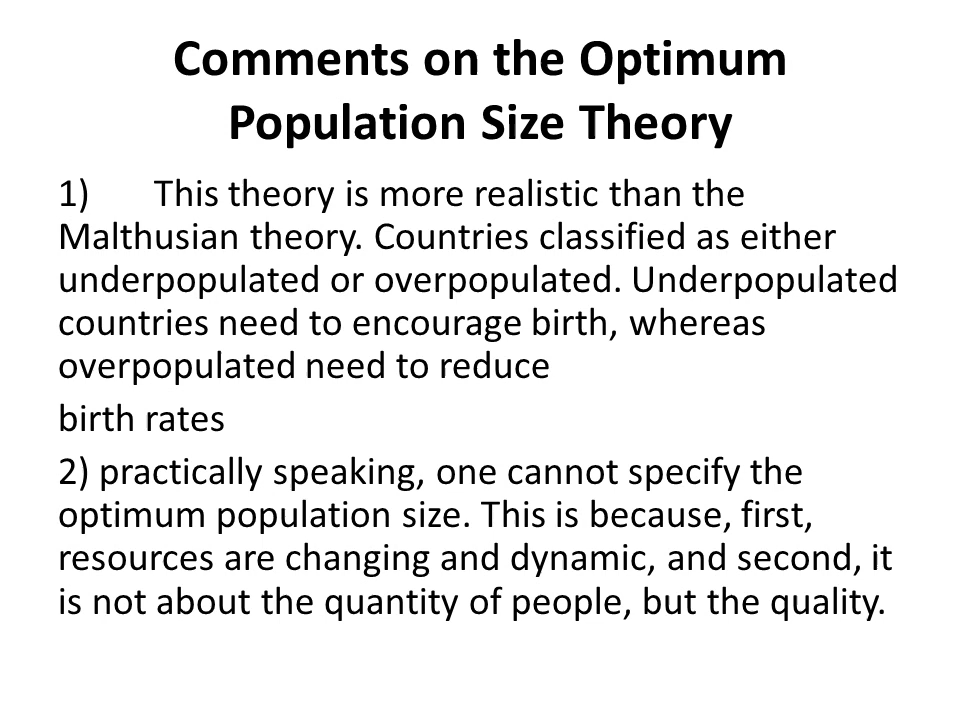 Comments on the Optimum
Population Size Theory
1) This theory is more realistic than the
Malthusian theory. Countries classified as either
underpopulated or overpopulated. Underpopulated
countries need to encourage birth, whereas
overpopulated need to reduce
birth rates
2) practically speaking, one cannot specify the
optimum population size. This is because, first,
resources are changing and dynamic, and second, it
is not about the quantity of people, but the quality.